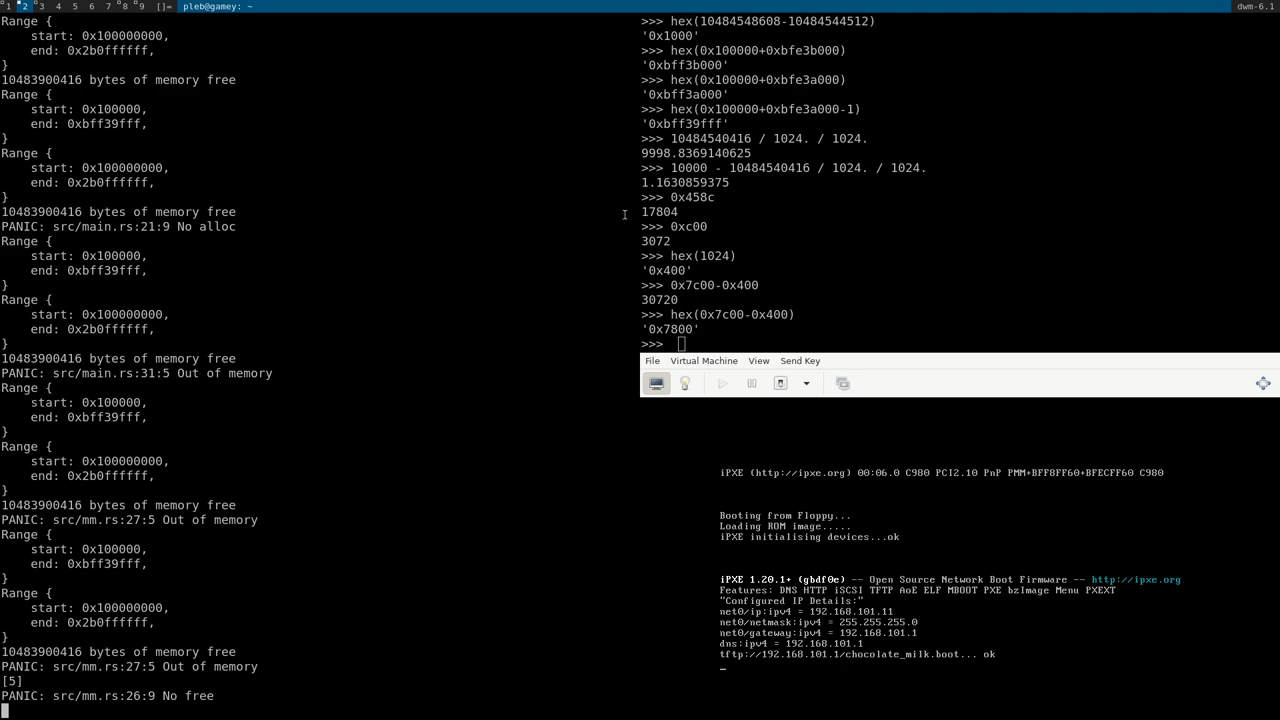 1 2 3 4 5 6 7 8 9 []= pleb@gamey: ~ dwm-6.1
Range {
    start: 0x100000000,
    end: 0x2b0ffffff,
}
10483900416 bytes of memory free
Range {
    start: 0x100000,
    end: 0xbff39fff,
}
Range {
    start: 0x100000000,
    end: 0x2b0ffffff,
}
10483900416 bytes of memory free
PANIC: src/main.rs:21:9 No alloc
Range {
    start: 0x100000,
    end: 0xbff39fff,
}
Range {
    start: 0x100000000,
    end: 0x2b0ffffff,
}
10483900416 bytes of memory free
PANIC: src/main.rs:31:5 Out of memory
Range {
    start: 0x100000,
    end: 0xbff39fff,
}
Range {
    start: 0x100000000,
    end: 0x2b0ffffff,
}
10483900416 bytes of memory free
PANIC: src/mm.rs:27:5 Out of memory
Range {
    start: 0x100000,
    end: 0xbff39fff,
}
Range {
    start: 0x100000000,
    end: 0x2b0ffffff,
}
10483900416 bytes of memory free
PANIC: src/mm.rs:27:5 Out of memory
[5]
PANIC: src/mm.rs:26:9 No free
>>> hex(10484548608-10484544512)
'0x1000'
>>> hex(0x100000+0xbfe3b000)
'0xbff3b000'
>>> hex(0x100000+0xbfe3a000)
'0xbff3a000'
>>> hex(0x100000+0xbfe3a000-1)
'0xbff39fff'
>>> 10484540416 / 1024. / 1024.
9998.8369140625
>>> 10000 - 10484540416 / 1024. / 1024.
1.1630859375
>>> 0x458c
17804
>>> 0xc00
3072
>>> hex(1024)
'0x400'
>>> 0x7c00-0x400
30720
>>> hex(0x7c00-0x400)
'0x7800'
>>>
File Virtual Machine View Send Key
iPXE (http://ipxe.org) 00:06.0 C980 PCI2.10 PnP PMM+BFF8FF60+BFECFF60 C980
Booting from Floppy...
Loading ROM image.....
iPXE initialising devices...ok
iPXE 1.20.1+ (gbdf0e) -- Open Source Network Boot Firmware -- http://ipxe.org
Features: DNS HTTP iSCSI TFTP AoE ELF MBOOT PXE bzImage Menu PXEXT
"Configured IP Details:"
net0/ip:ipv4 = 192.168.101.11
net0/netmask:ipv4 = 255.255.255.0
net0/gateway:ipv4 = 192.168.101.1
dns:ipv4 = 192.168.101.1
tftp://192.168.101.1/chocolate_milk.boot... ok